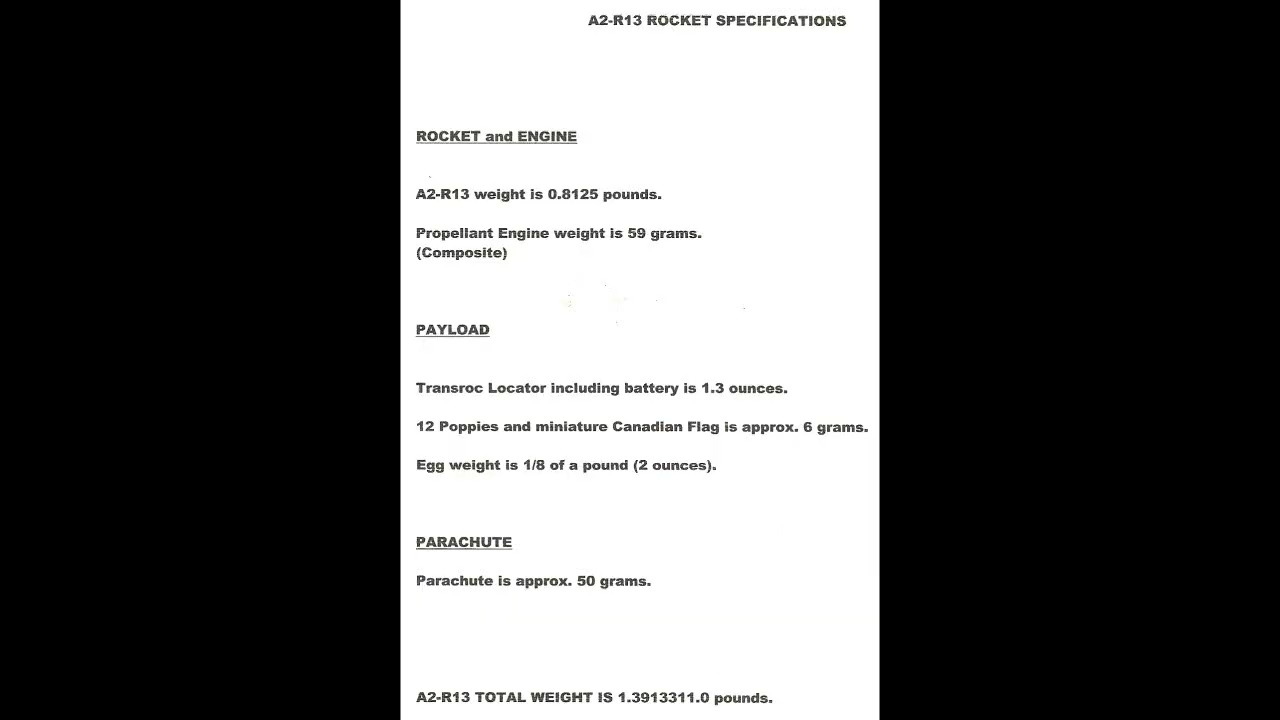 A2-R13 ROCKET SPECIFICATIONS
ROCKET and ENGINE
A2-R13 weight is 0.8125 pounds.
Propellant Engine weight is 59 grams.
(Composite)
PAYLOAD
Transroc Locator including battery is 1.3 ounces.
12 Poppies and miniature Canadian Flag is approx. 6 grams.
Egg weight is 1/8 of a pound (2 ounces).
PARACHUTE
Parachute is approx. 50 grams.
A2-R13 TOTAL WEIGHT IS 1.3913311.0 pounds.